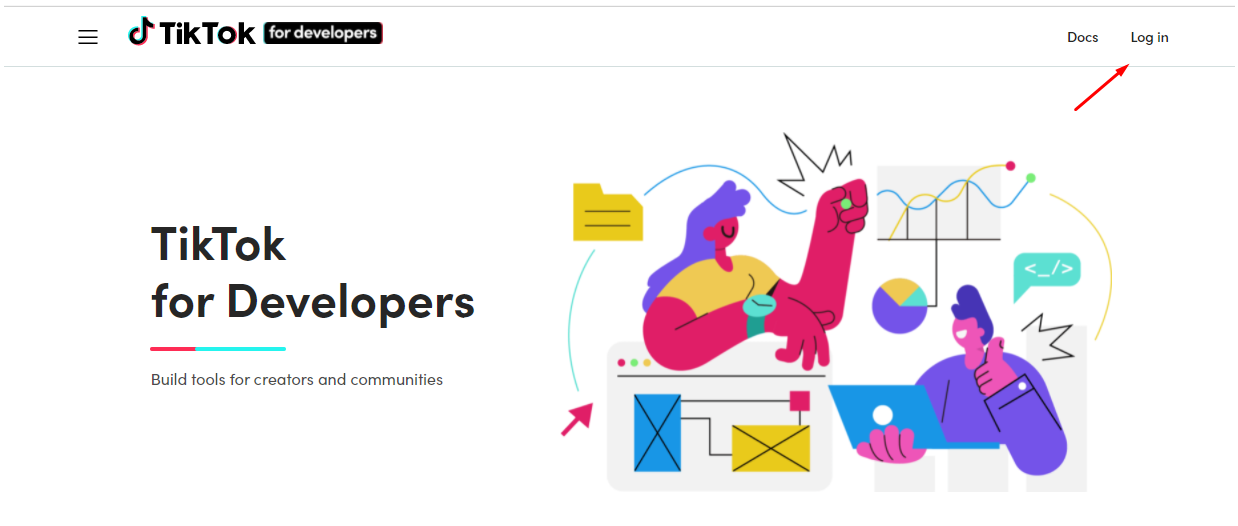 TikTok for developers
Docs
Log in
TikTok
for Developers
Build tools for creators and communities
<_/>